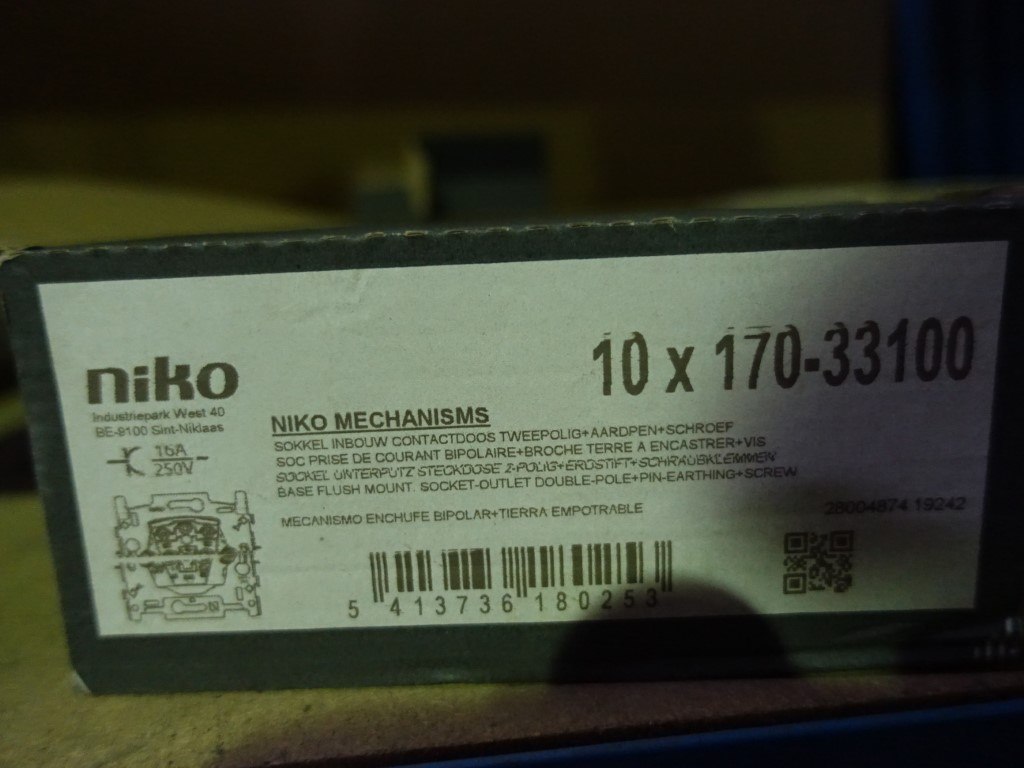 10 x 170-33100
niko
Industriepark West 40
BE-9100 Sint-Niklaas
16A
250V
NIKO MECHANISMS
SOKKEL INBOUW CONTACTDOOS TWEEPOLIG+AARDPEN+SCHROEF
SOC PRISE DE COURANT BIPOLAIRE+BROCHE TERRE A ENCASTRER+VIS
SOCKEL UNTERPUTZ STECKDOSE 2-POLIG+ERDSTIFT+SCHRAUBKLEMMEN
BASE FLUSH MOUNT. SOCKET-OUTLET DOUBLE-POLE+PIN-EARTHING+SCREW
MECANISMO ENCHUFE BIPOLAR+TIERRA EMPOTRABLE
28004874 19242
5 413736 180253